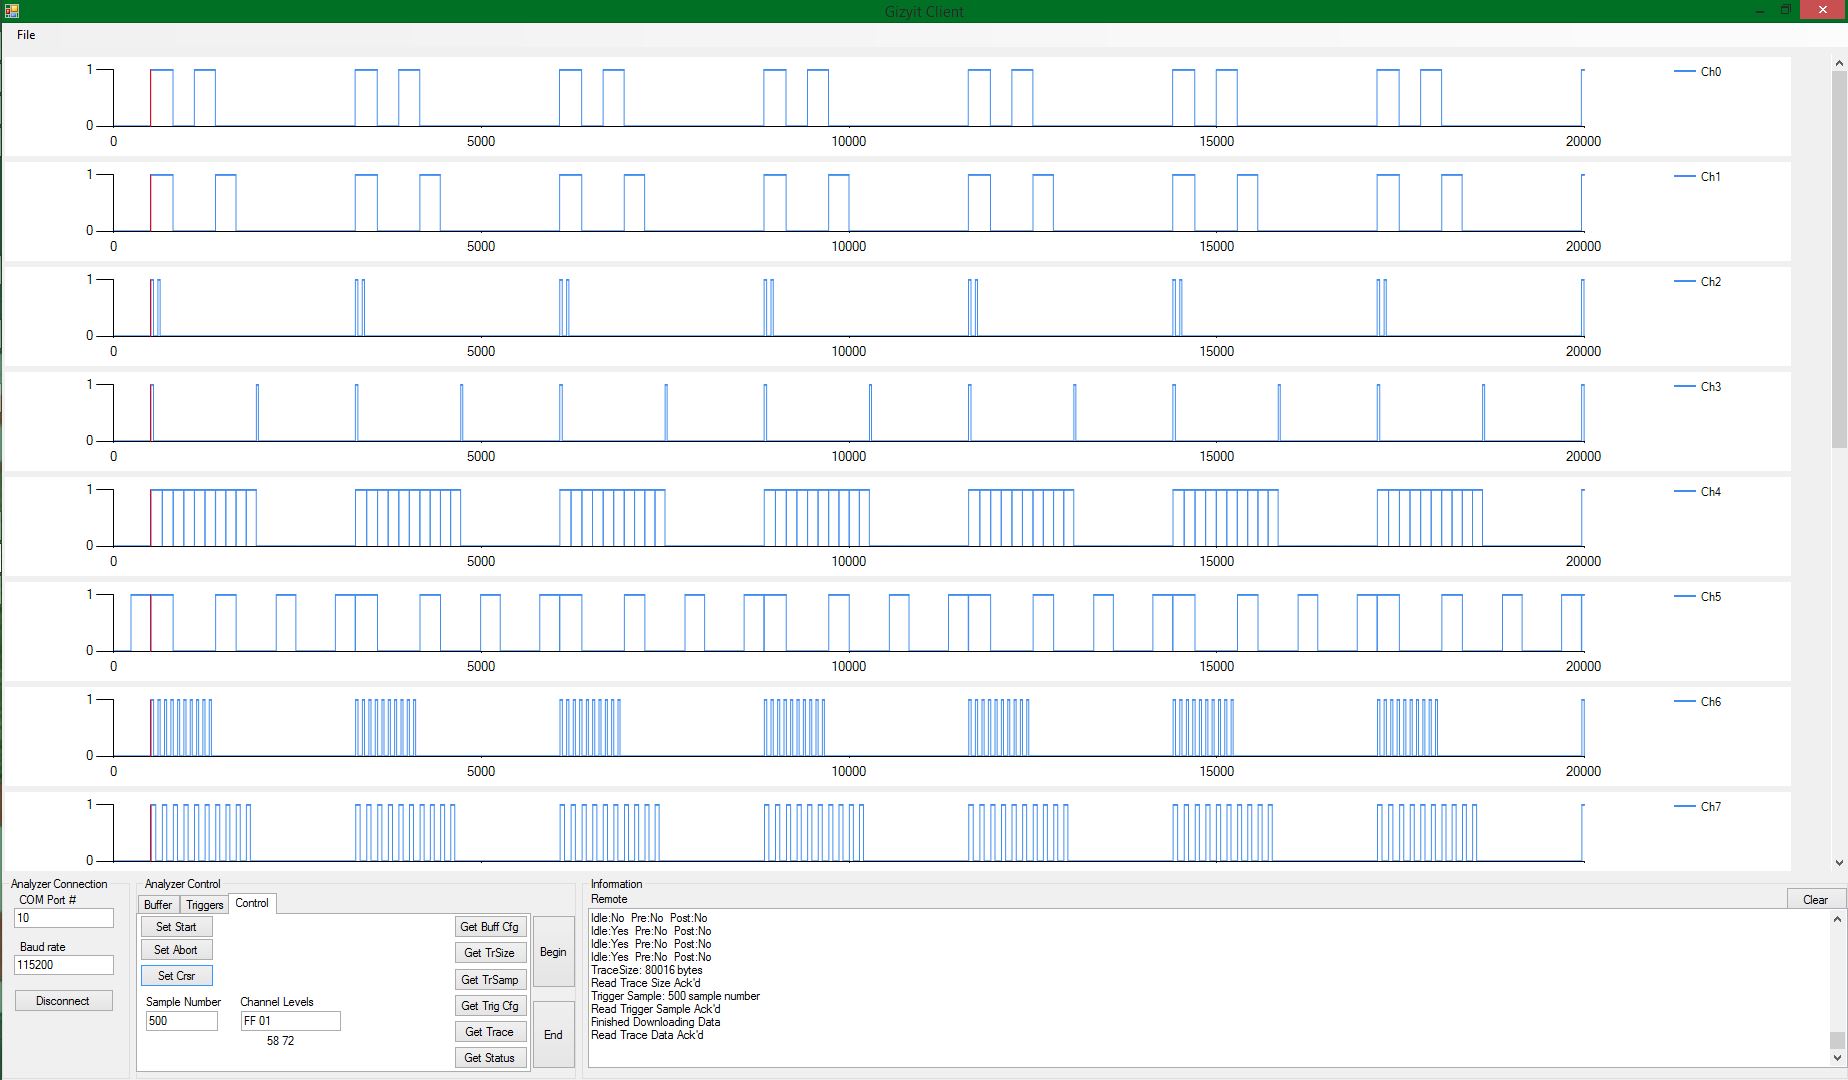 Gizyit Client
File
1
0
0 5000 10000 15000 20000
Ch0
1
0
0 5000 10000 15000 20000
Ch1
1
0
0 5000 10000 15000 20000
Ch2
1
0
0 5000 10000 15000 20000
Ch3
1
0
0 5000 10000 15000 20000
Ch4
1
0
0 5000 10000 15000 20000
Ch5
1
0
0 5000 10000 15000 20000
Ch6
1
0
Ch7
Analyzer Connection
COM Port #
10
Baud rate
115200
Disconnect
Analyzer Control
Buffer Triggers Control
Set Start
Set Abort
Set Crsr
Sample Number
500
Channel Levels
FF 01
58 72
Get Buff Cfg
Get TrSize
Get TrSamp
Get Trig Cfg
Get Trace
Get Status
Begin
End
Information
Remote
Clear
Idle:No Pre:No Post:No
Idle:Yes Pre:No Post:No
Idle:Yes Pre:No Post:No
Idle:Yes Pre:No Post:No
TraceSize: 80016 bytes
Read Trace Size Ack'd
Trigger Sample: 500 sample number
Read Trigger Sample Ack'd
Finished Downloading Data
Read Trace Data Ack'd